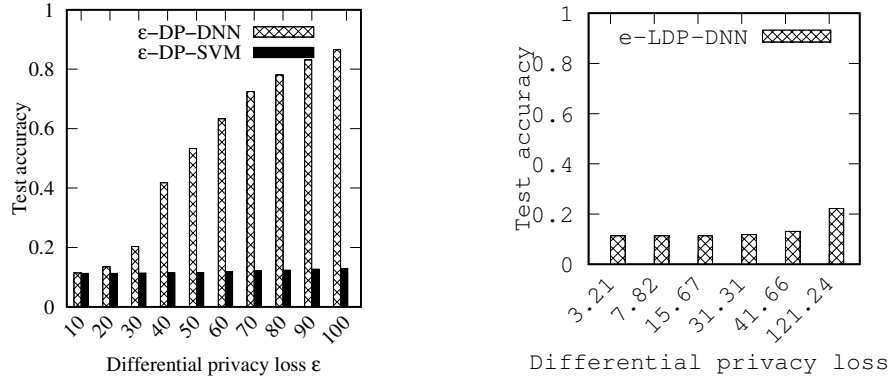 ε-DP-DNN
ε-DP-SVM
1
0.8
0.6
0.4
0.2
0
Test accuracy
10 20 30 40 50 60 70 80 90 100
Differential privacy loss ε
e-LDP-DNN
1
0.8
0.6
0.4
0.2
0
Test accuracy
3.21 7.82 15.67 31.31 41.66 121.24
Differential privacy loss